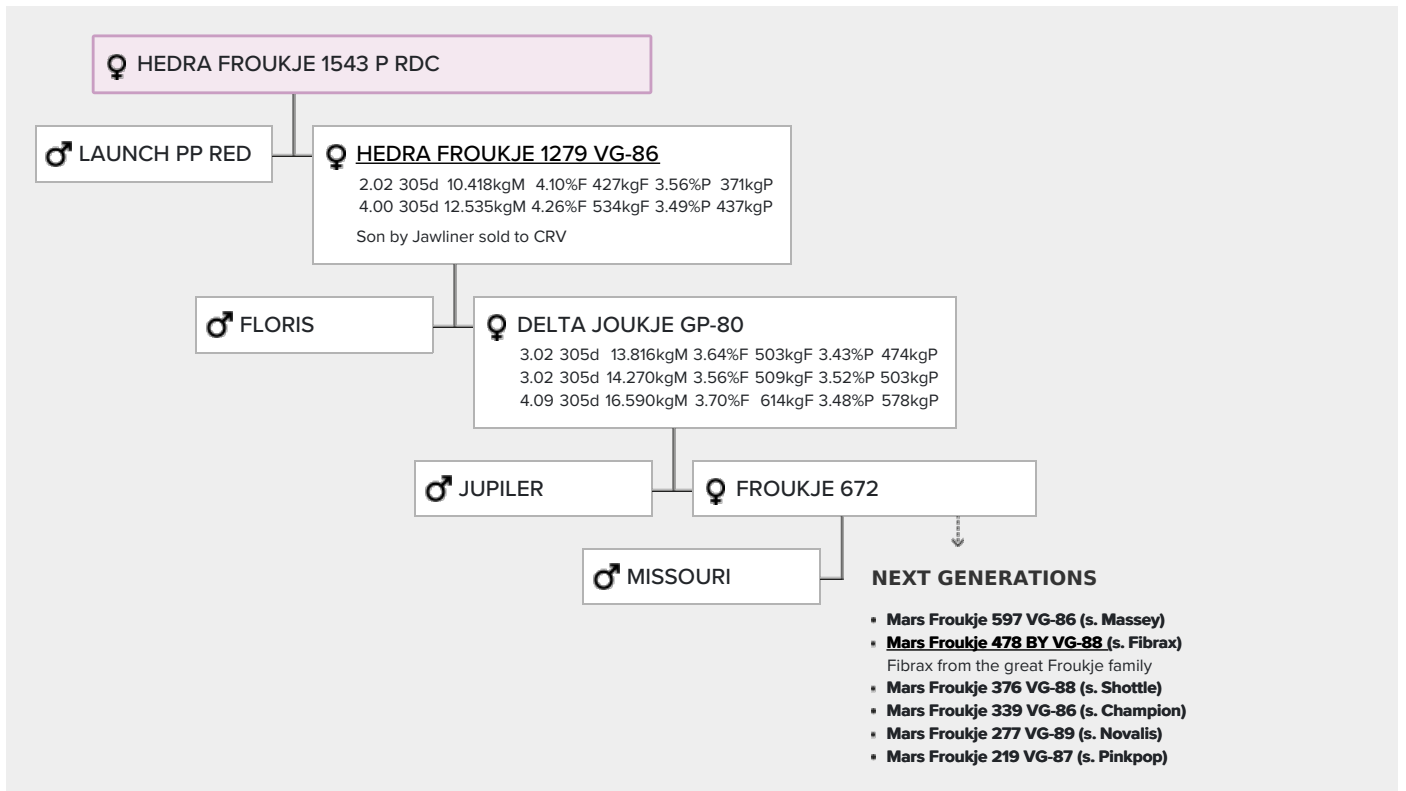 HEDRA FROUKJE 1543 P RDC
LAUNCH PP RED
HEDRA FROUKJE 1279 VG-86
2.02 305d 10.418kgM 4.10%F 427kgF 3.56%P 371kgP
4.00 305d 12.535kgM 4.26%F 534kgF 3.49%P 437kgP
Son by Jawliner sold to CRV
FLORIS
DELTA JOUKJE GP-80
3.02 305d 13.816kgM 3.64%F 503kgF 3.43%P 474kgP
3.02 305d 14.270kgM 3.56%F 509kgF 3.52%P 503kgP
4.09 305d 16.590kgM 3.70%F 614kgF 3.48%P 578kgP
JUPILER
FROUKJE 672
MISSOURI
NEXT GENERATIONS
• Mars Froukje 597 VG-86 (s. Massey)
• Mars Froukje 478 BY VG-88 (s. Fibrax)
Fibrax from the great Froukje family
• Mars Froukje 376 VG-88 (s. Shottle)
• Mars Froukje 339 VG-86 (s. Champion)
• Mars Froukje 277 VG-89 (s. Novalis)
• Mars Froukje 219 VG-87 (s. Pinkpop)